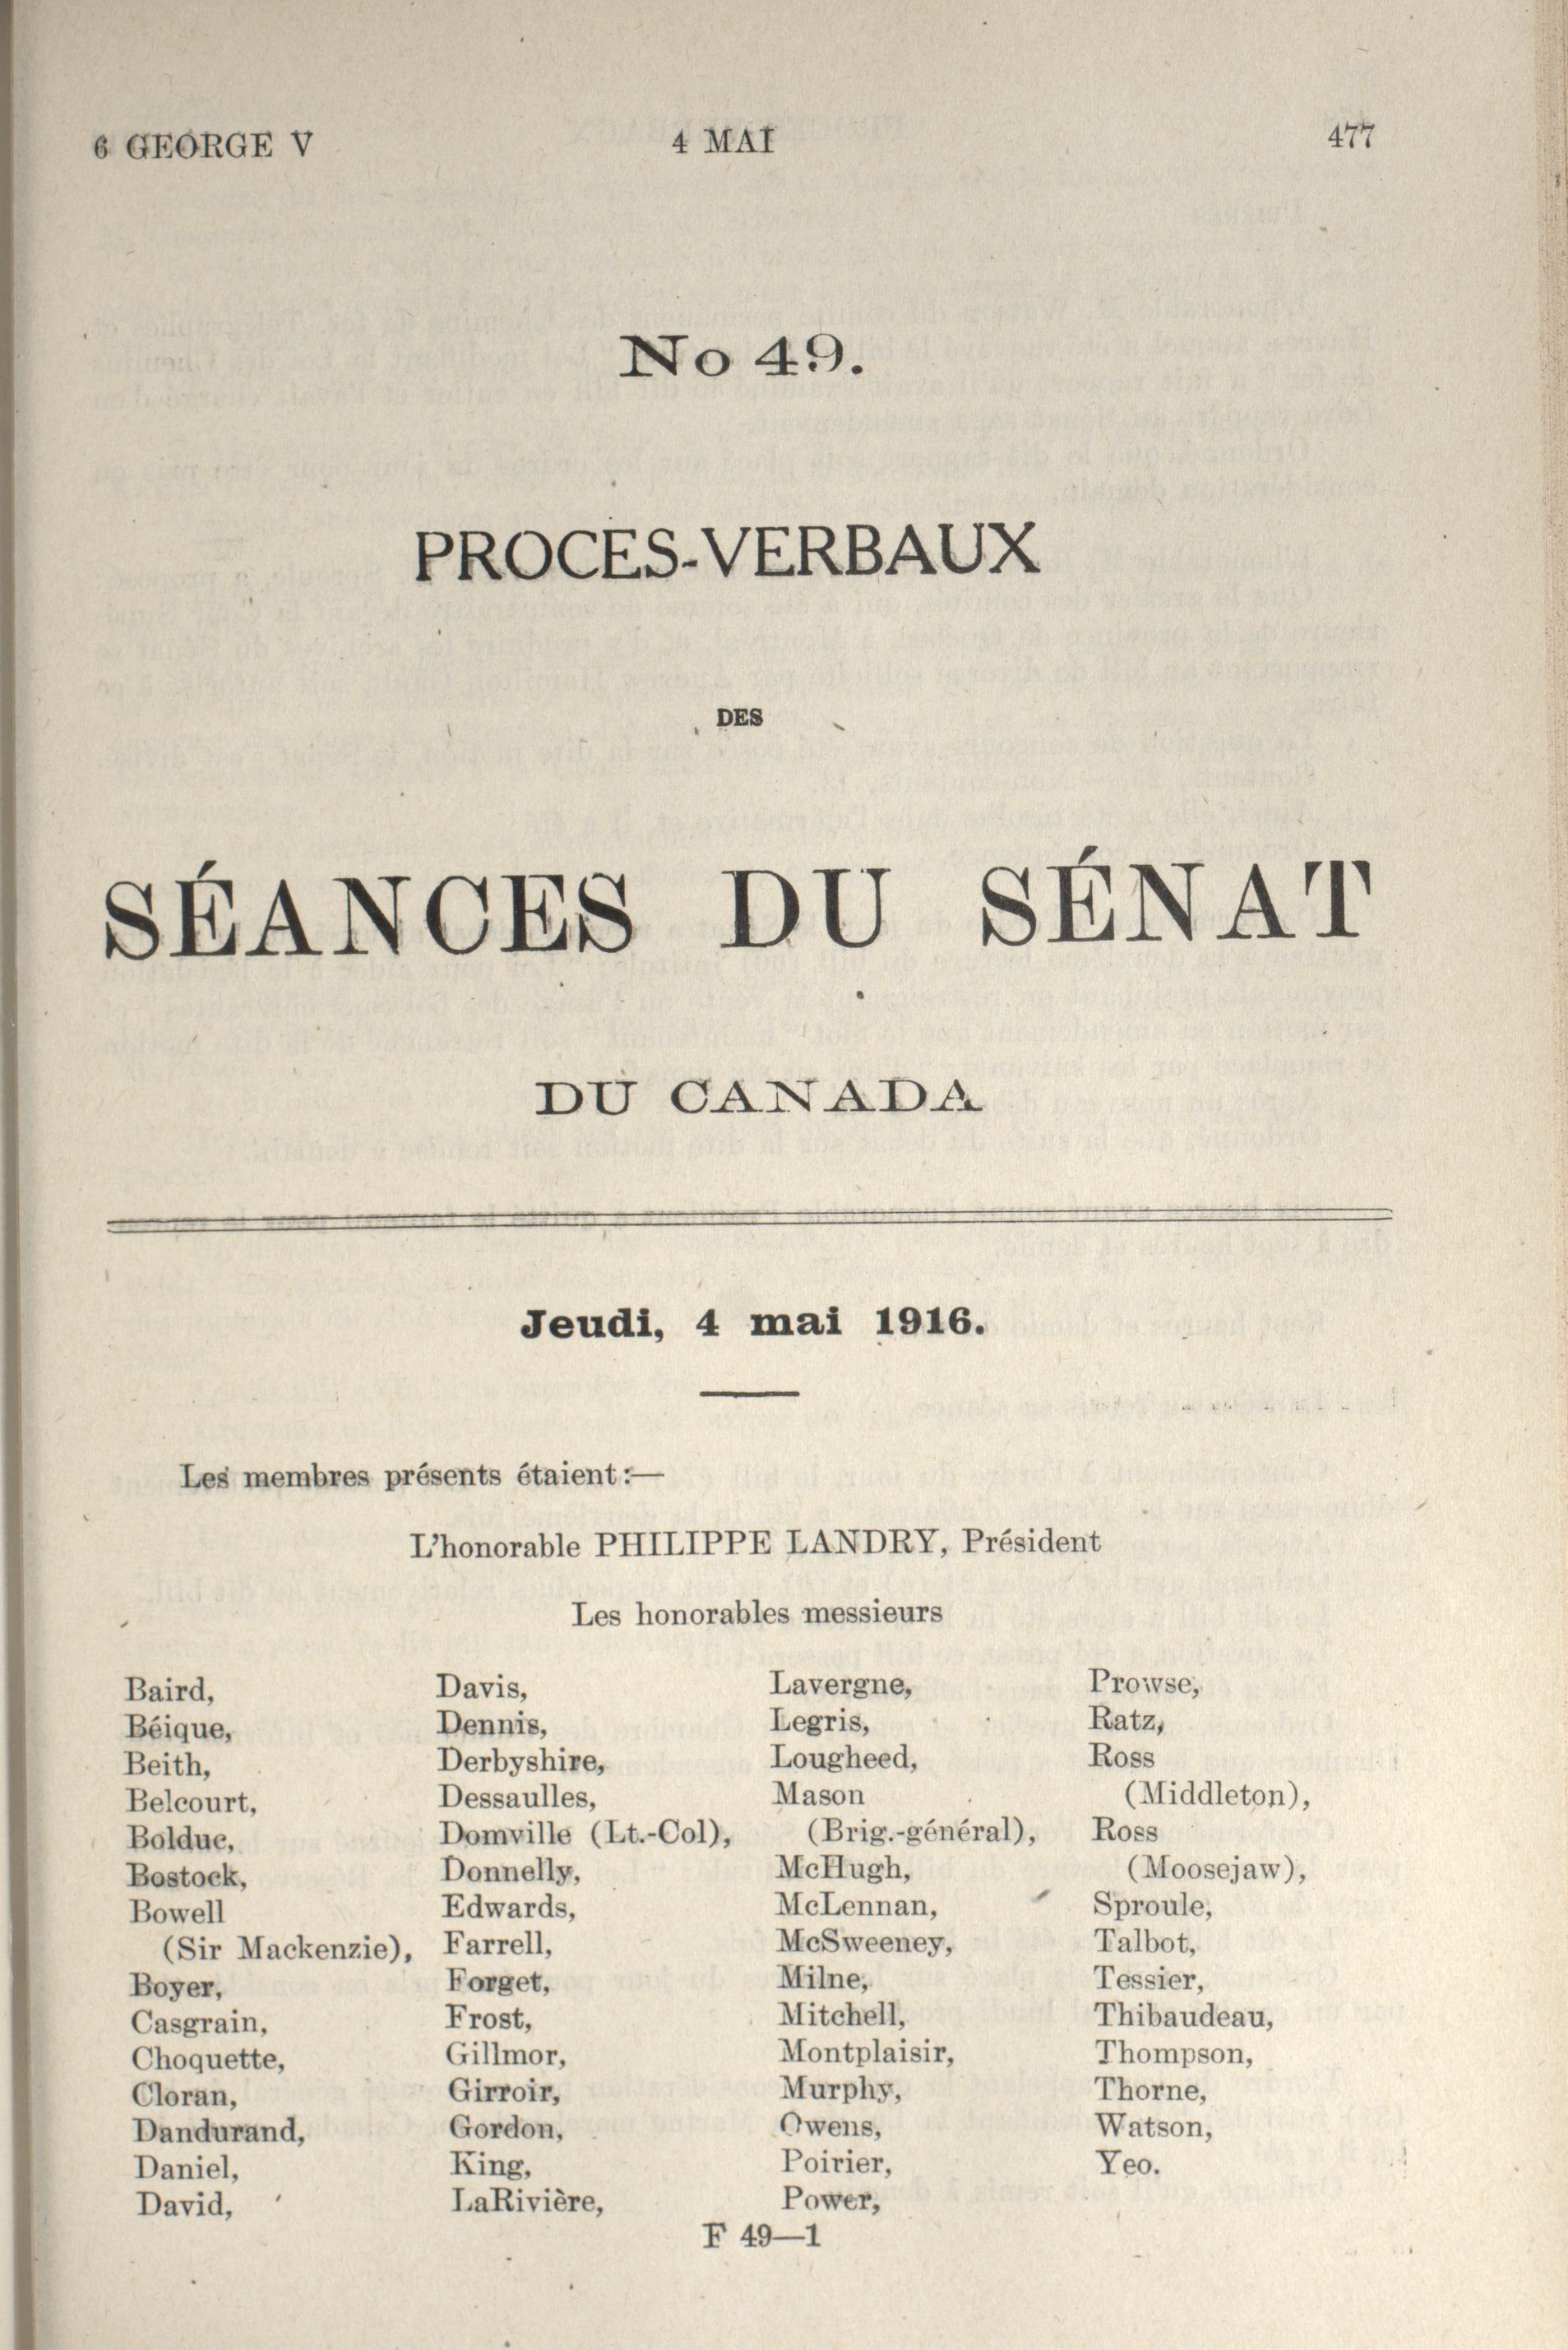 6 GEORGE V 4 MAI 477
No 49.
PROCES-VERBAUX
DES
SÉANCES DU SÉNAT
DU CANADA
Jeudi, 4 mai 1916.
Les membres présents étaient:—
L'honorable PHILIPPE LANDRY, Président
Les honorables messieurs
Baird,
Béique,
Beith,
Belcourt,
Bolduc,
Bostock,
Bowell
(Sir Mackenzie),
Boyer,
Casgrain,
Choquette,
Cloran,
Dandurand,
Daniel,
David,
Davis,
Dennis,
Derbyshire,
Dessaulles,
Domville (Lt.-Col),
Donnelly,
Edwards,
Farrell,
Forget,
Frost,
Gillmor,
Girroir,
Gordon,
King,
LaRivière,
Lavergne,
Legris,
Lougheed,
Mason
(Brig.-général),
McHugh,
McLennan,
McSweeney,
Milne,
Mitchell,
Montplaisir,
Murphy,
Owens,
Poirier,
Power,
Prowse,
Ratz,
Ross
(Middleton),
Ross
(Moosejaw),
Sproule,
Talbot,
Tessier,
Thibaudeau,
Thompson,
Thorne,
Watson,
Yeo.
F 49—1